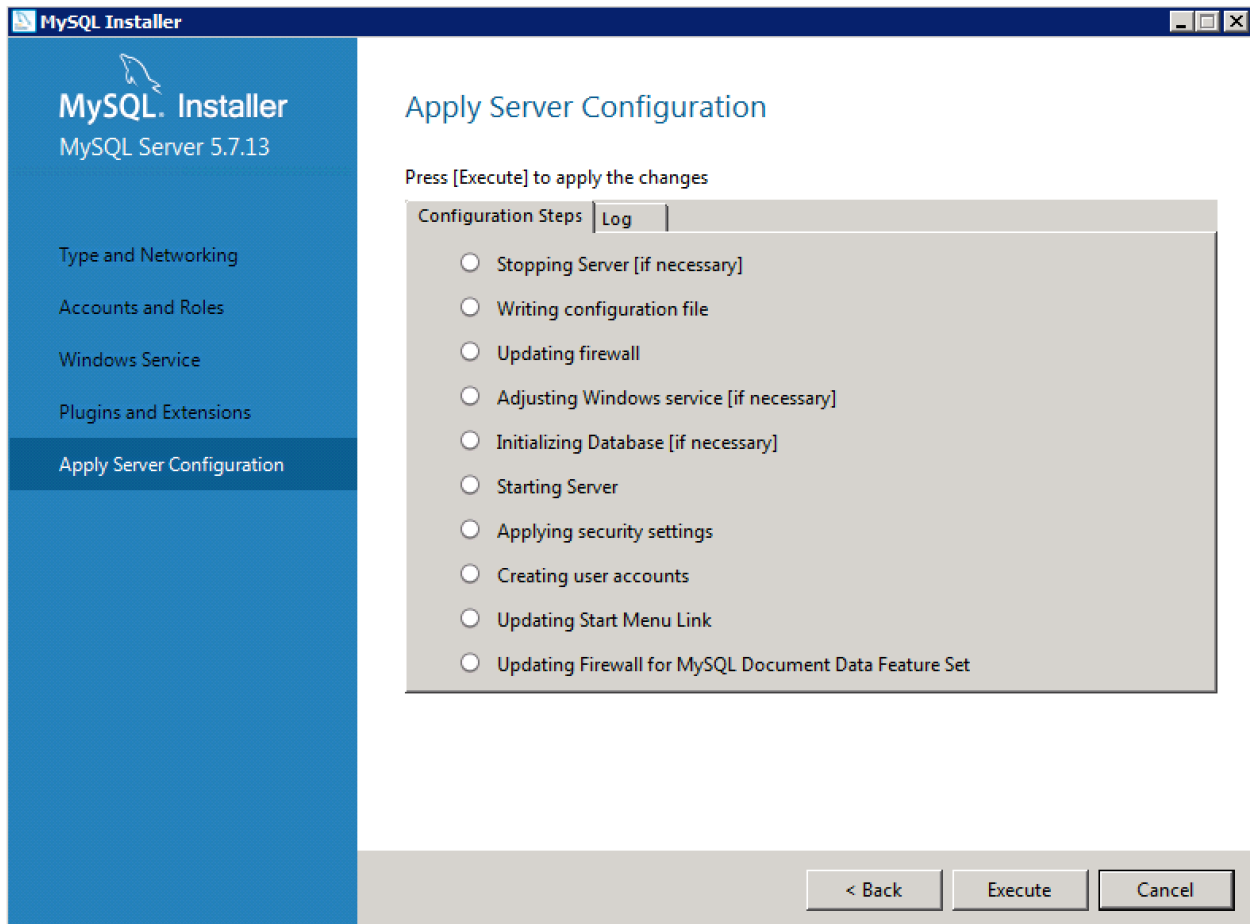 MySQL Installer
MySQL. Installer
MySQL Server 5.7.13
Type and Networking
Accounts and Roles
Windows Service
Plugins and Extensions
Apply Server Configuration
Apply Server Configuration
Press [Execute] to apply the changes
Configuration Steps
Log
Stopping Server [if necessary]
Writing configuration file
Updating firewall
Adjusting Windows service [if necessary]
Initializing Database [if necessary]
Starting Server
Applying security settings
Creating user accounts
Updating Start Menu Link
Updating Firewall for MySQL Document Data Feature Set
< Back
Execute
Cancel